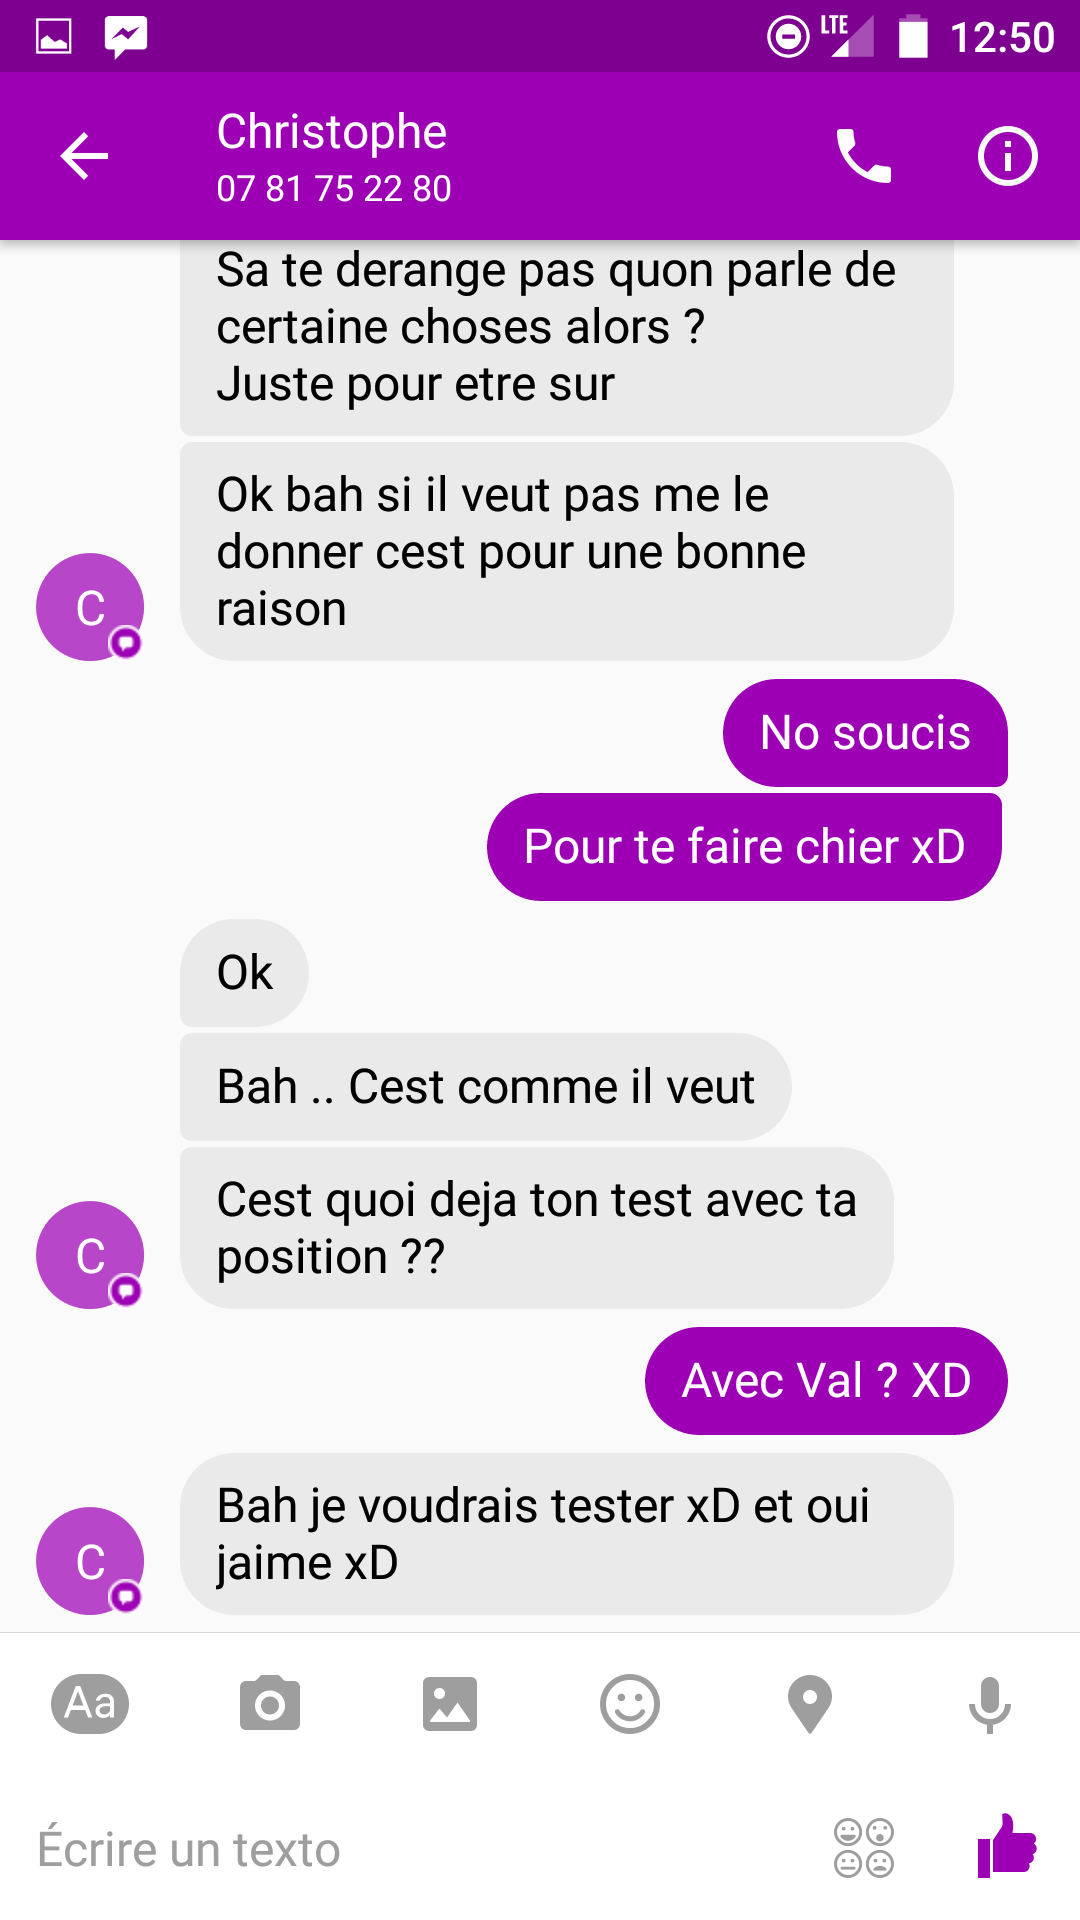 LTE 12:50
Christophe
07 81 75 22 80
Sa te derange pas quon parle de
certaine choses alors ?
Juste pour etre sur
Ok bah si il veut pas me le
donner cest pour une bonne
raison
C
No soucis
Pour te faire chier xD
Ok
Bah .. Cest comme il veut
Cest quoi deja ton test avec ta
position ??
C
Avec Val ? XD
Bah je voudrais tester xD et oui
jaime xD
C
Aa
Écrire un texto